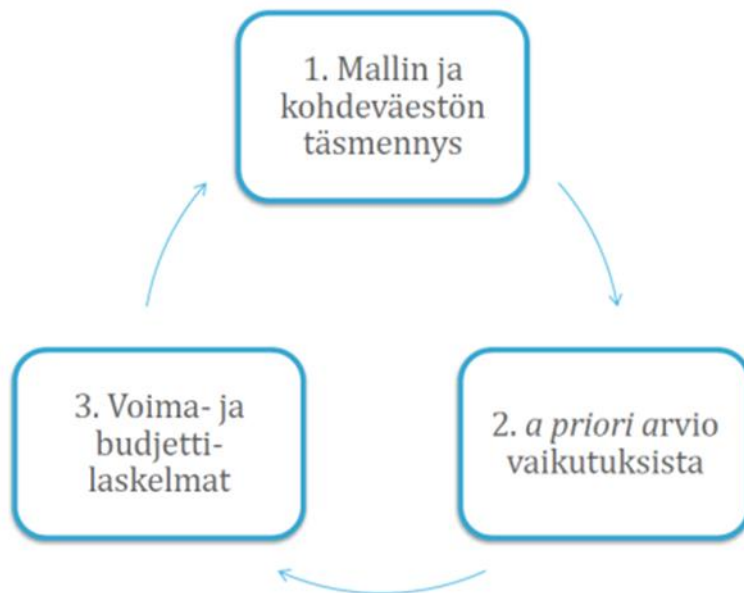 1. Mallin ja
kohdeväestön
täsmennys
2. a priori arvio
vaikutuksista
3. Voima- ja
budjetti-
laskelmat